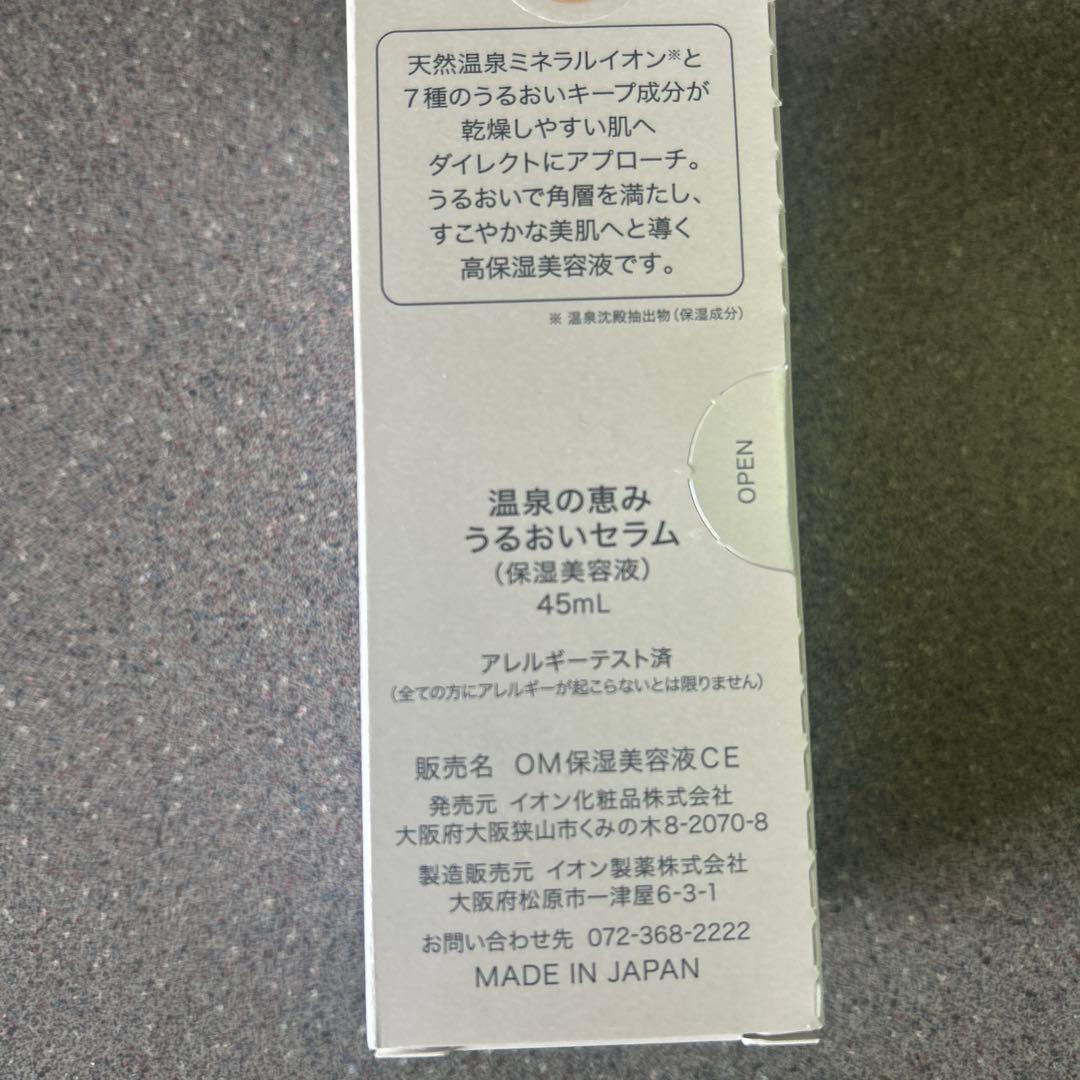 天然温泉ミネラルイオン※と
7種のうるおいキープ成分が
乾燥しやすい肌へ
ダイレクトにアプローチ。
うるおいで角層を満たし、
すこやかな美肌へと導く
高保湿美容液です。
※ 温泉沈殿抽出物(保湿成分)
OPEN
温泉の恵み
うるおいセラム
(保湿美容液)
45mL
アレルギーテスト済
(全ての方にアレルギーが起こらないとは限りません)
販売名 OM保湿美容液CE
発売元 イオン化粧品株式会社
大阪府大阪狭山市くみの木8-2070-8
製造販売元 イオン製薬株式会社
大阪府松原市一津屋6-3-1
お問い合わせ先 072-368-2222
MADE IN JAPAN